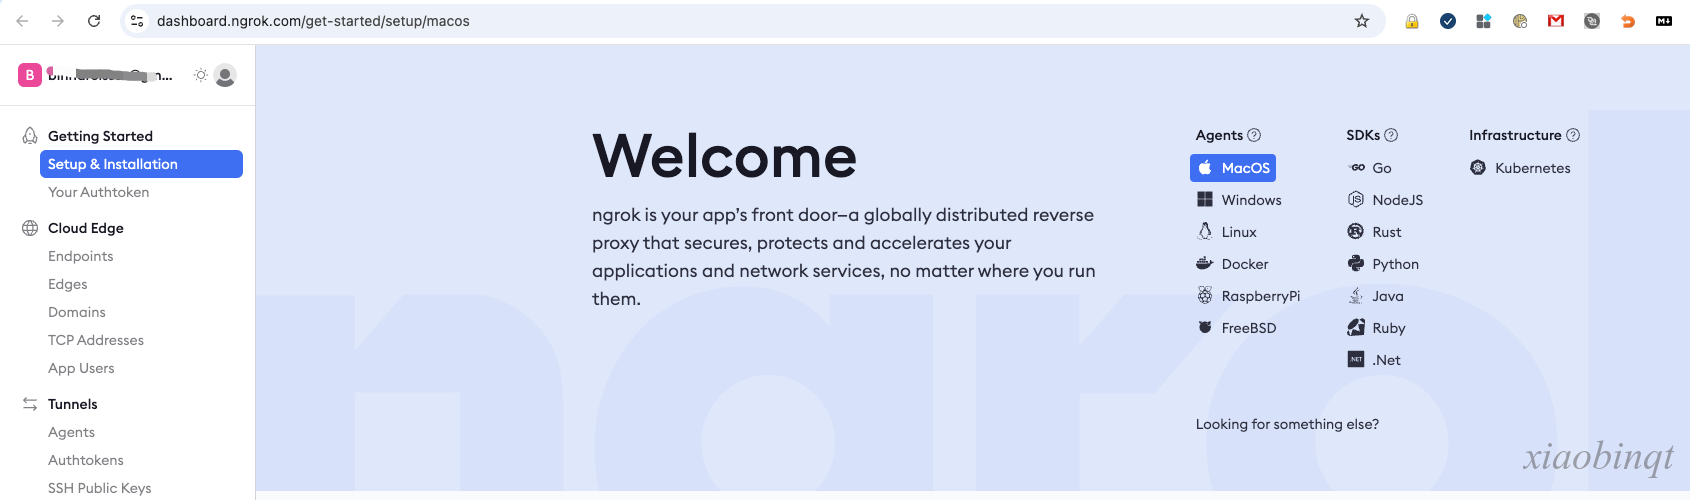 dashboard.ngrok.com/get-started/setup/macos
B
Getting Started
Setup & Installation
Your Authtoken
Cloud Edge
Endpoints
Edges
Domains
TCP Addresses
App Users
Tunnels
Agents
Authtokens
SSH Public Keys
Welcome
ngrok is your app's front door—a globally distributed reverse
proxy that secures, protects and accelerates your
applications and network services, no matter where you run
them.
Agents
MacOS
Windows
Linux
Docker
RaspberryPi
FreeBSD
SDKs
Go
NodeJS
Rust
Python
Java
Ruby
.Net
Infrastructure
Kubernetes
Looking for something else?
xiaobinqt